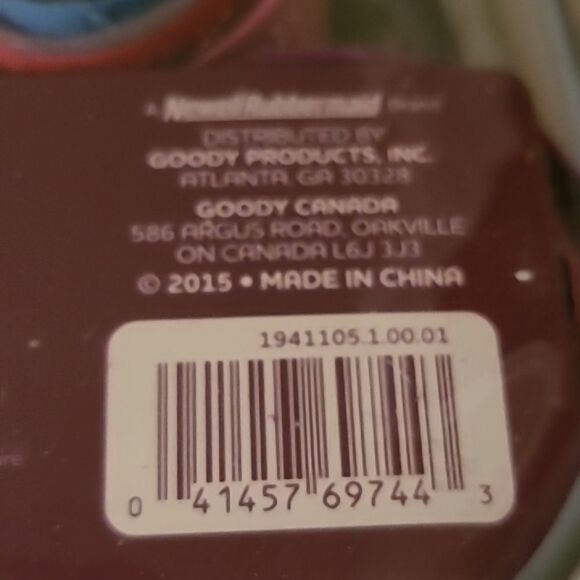 A Newell Rubbermaid Brand
DISTRIBUTED BY
GOODY PRODUCTS, INC.
ATLANTA, GA 30328
GOODY CANADA
586 ARGUS ROAD, OAKVILLE
ON CANADA L6J 3J3
© 2015 • MADE IN CHINA
1941105.1.00.01
0 41457 69744 3